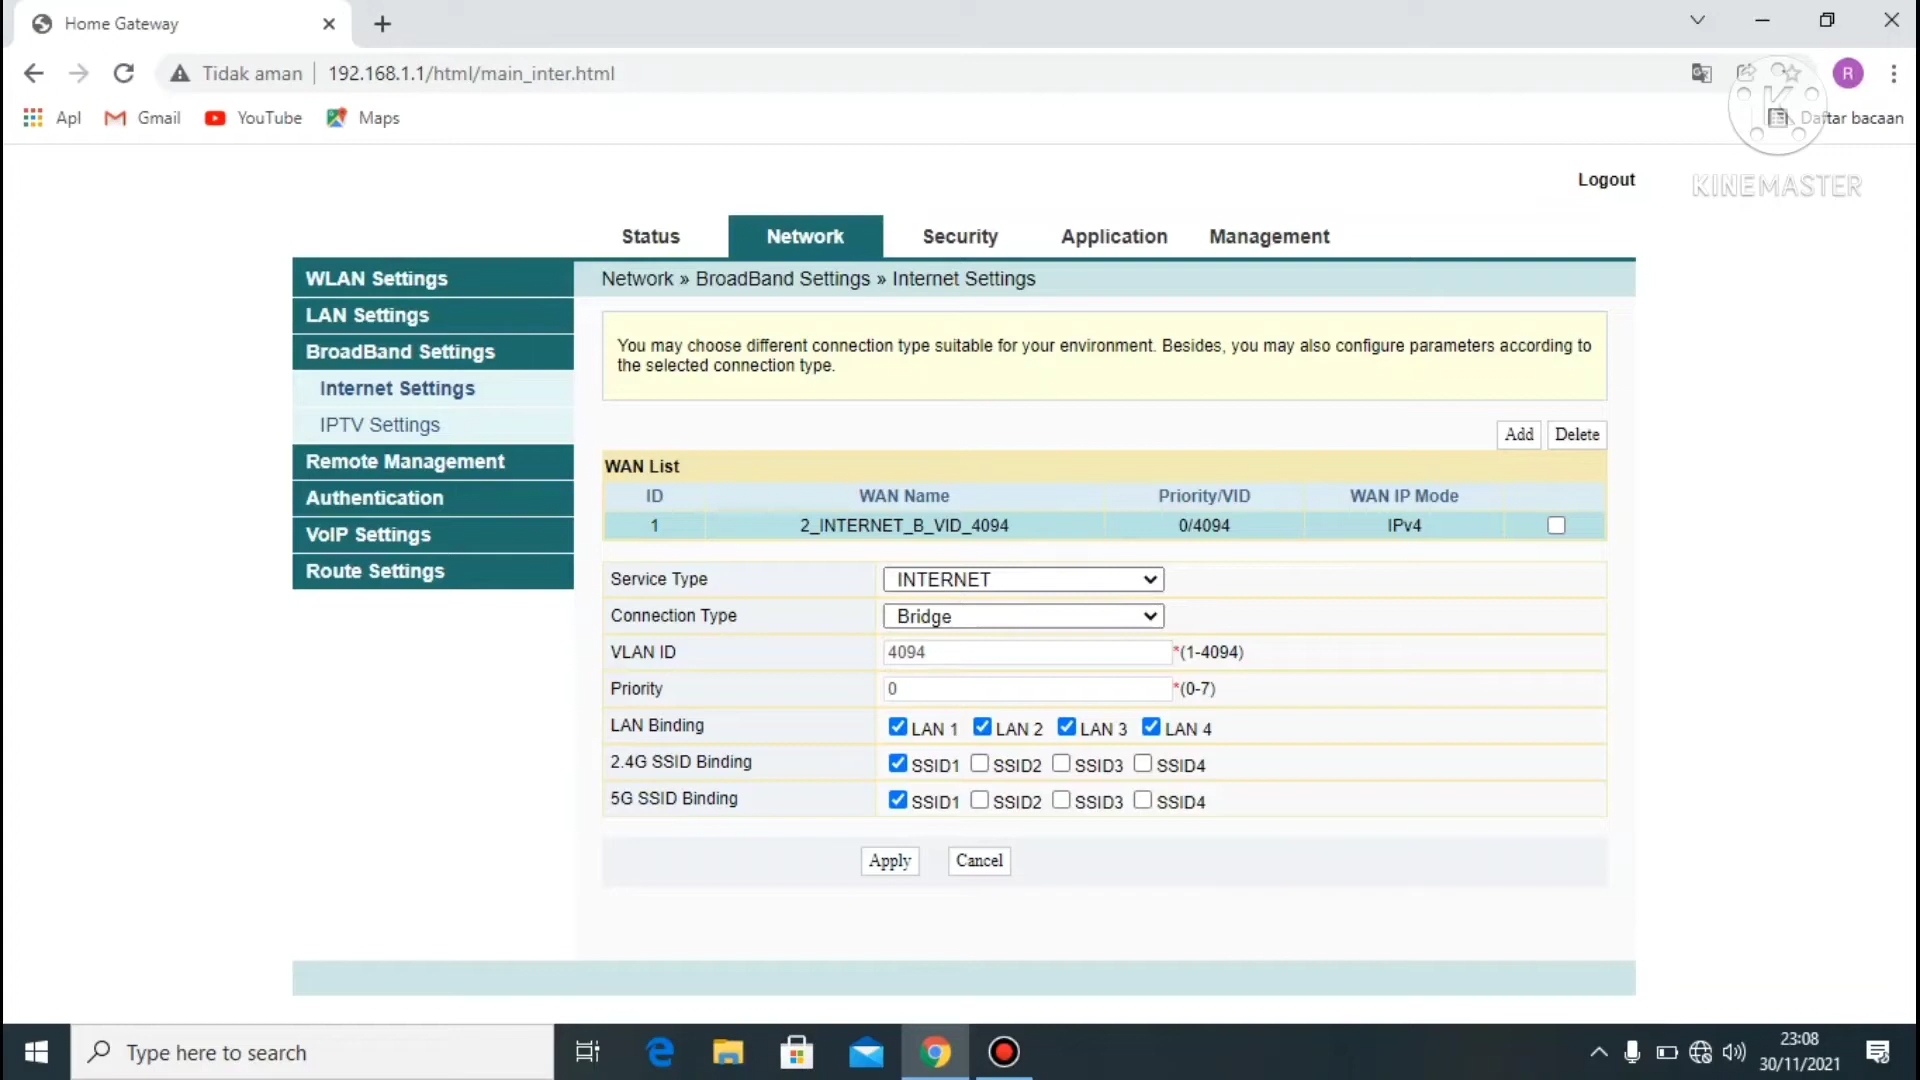 Home Gateway
Tidak aman 192.168.1.1/html/main_inter.html
R
Apl Gmail YouTube Maps Daftar bacaan
Logout
KINEMASTER
Status Network Security Application Management
Network » BroadBand Settings » Internet Settings
WLAN Settings
LAN Settings
BroadBand Settings
Internet Settings
IPTV Settings
Remote Management
Authentication
VoIP Settings
Route Settings
You may choose different connection type suitable for your environment. Besides, you may also configure parameters according to
the selected connection type.
Add Delete
WAN List
ID WAN Name Priority/VID WAN IP Mode
1 2_INTERNET_B_VID_4094 0/4094 IPv4
Service Type INTERNET
Connection Type Bridge
VLAN ID 4094 *(1-4094)
Priority 0 *(0-7)
LAN Binding LAN 1 LAN 2 LAN 3 LAN 4
2.4G SSID Binding SSID1 SSID2 SSID3 SSID4
5G SSID Binding SSID1 SSID2 SSID3 SSID4
Apply Cancel
Type here to search
23:08
30/11/2021